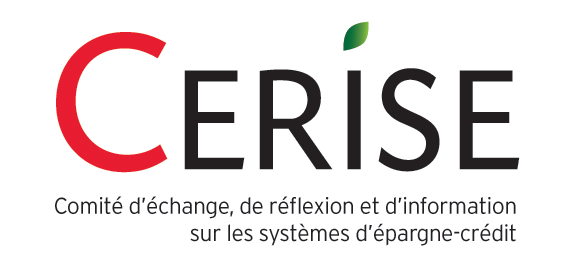 CERISE
Comité d'échange, de réflexion et d'information
sur les systèmes d'épargne-crédit